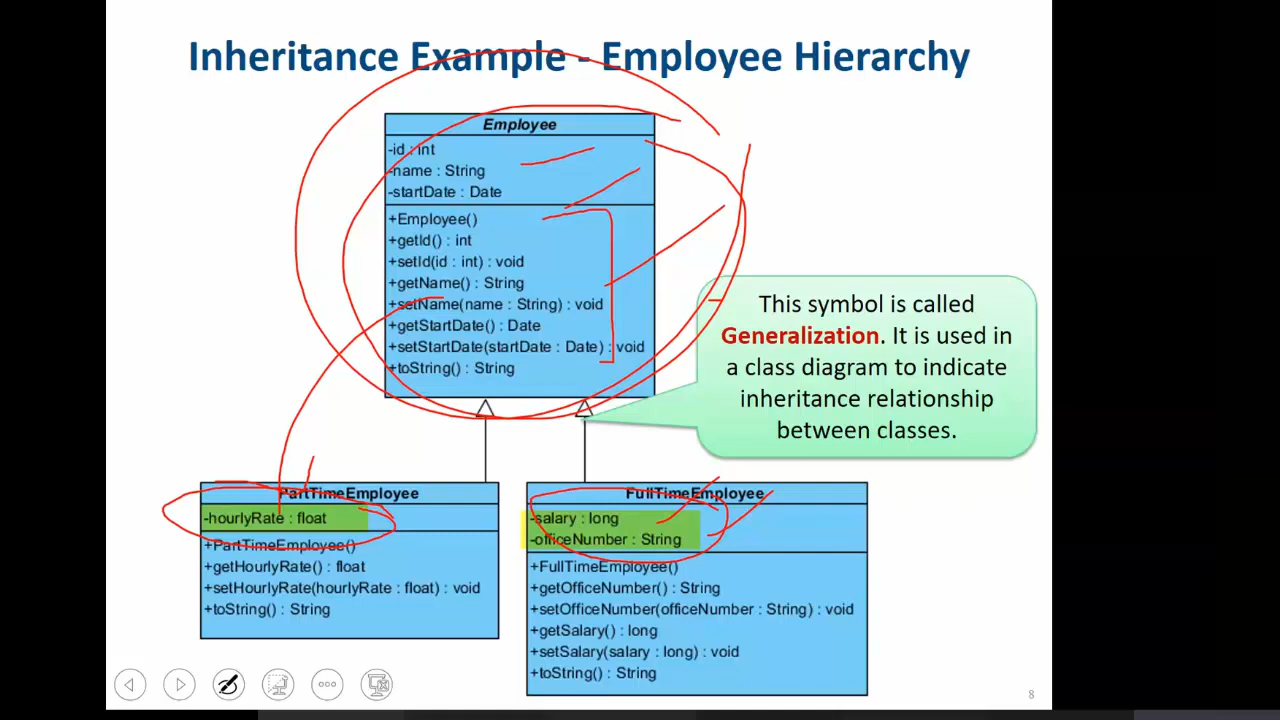 Inheritance Example - Employee Hierarchy
Employee
-id : int
-name : String
-startDate : Date
+Employee()
+getId() : int
+setId(id : int) : void
+getName() : String
+setName(name : String) : void
+getStartDate() : Date
+setStartDate(startDate : Date) : void
+toString() : String
This symbol is called
Generalization. It is used in
a class diagram to indicate
inheritance relationship
between classes.
PartTimeEmployee
-hourlyRate : float
+PartTimeEmployee()
+getHourlyRate() : float
+setHourlyRate(hourlyRate : float) : void
+toString() : String
FullTimeEmployee
-salary : long
-officeNumber : String
+FullTimeEmployee()
+getOfficeNumber() : String
+setOfficeNumber(officeNumber : String) : void
+getSalary() : long
+setSalary(salary : long) : void
+toString() : String
8